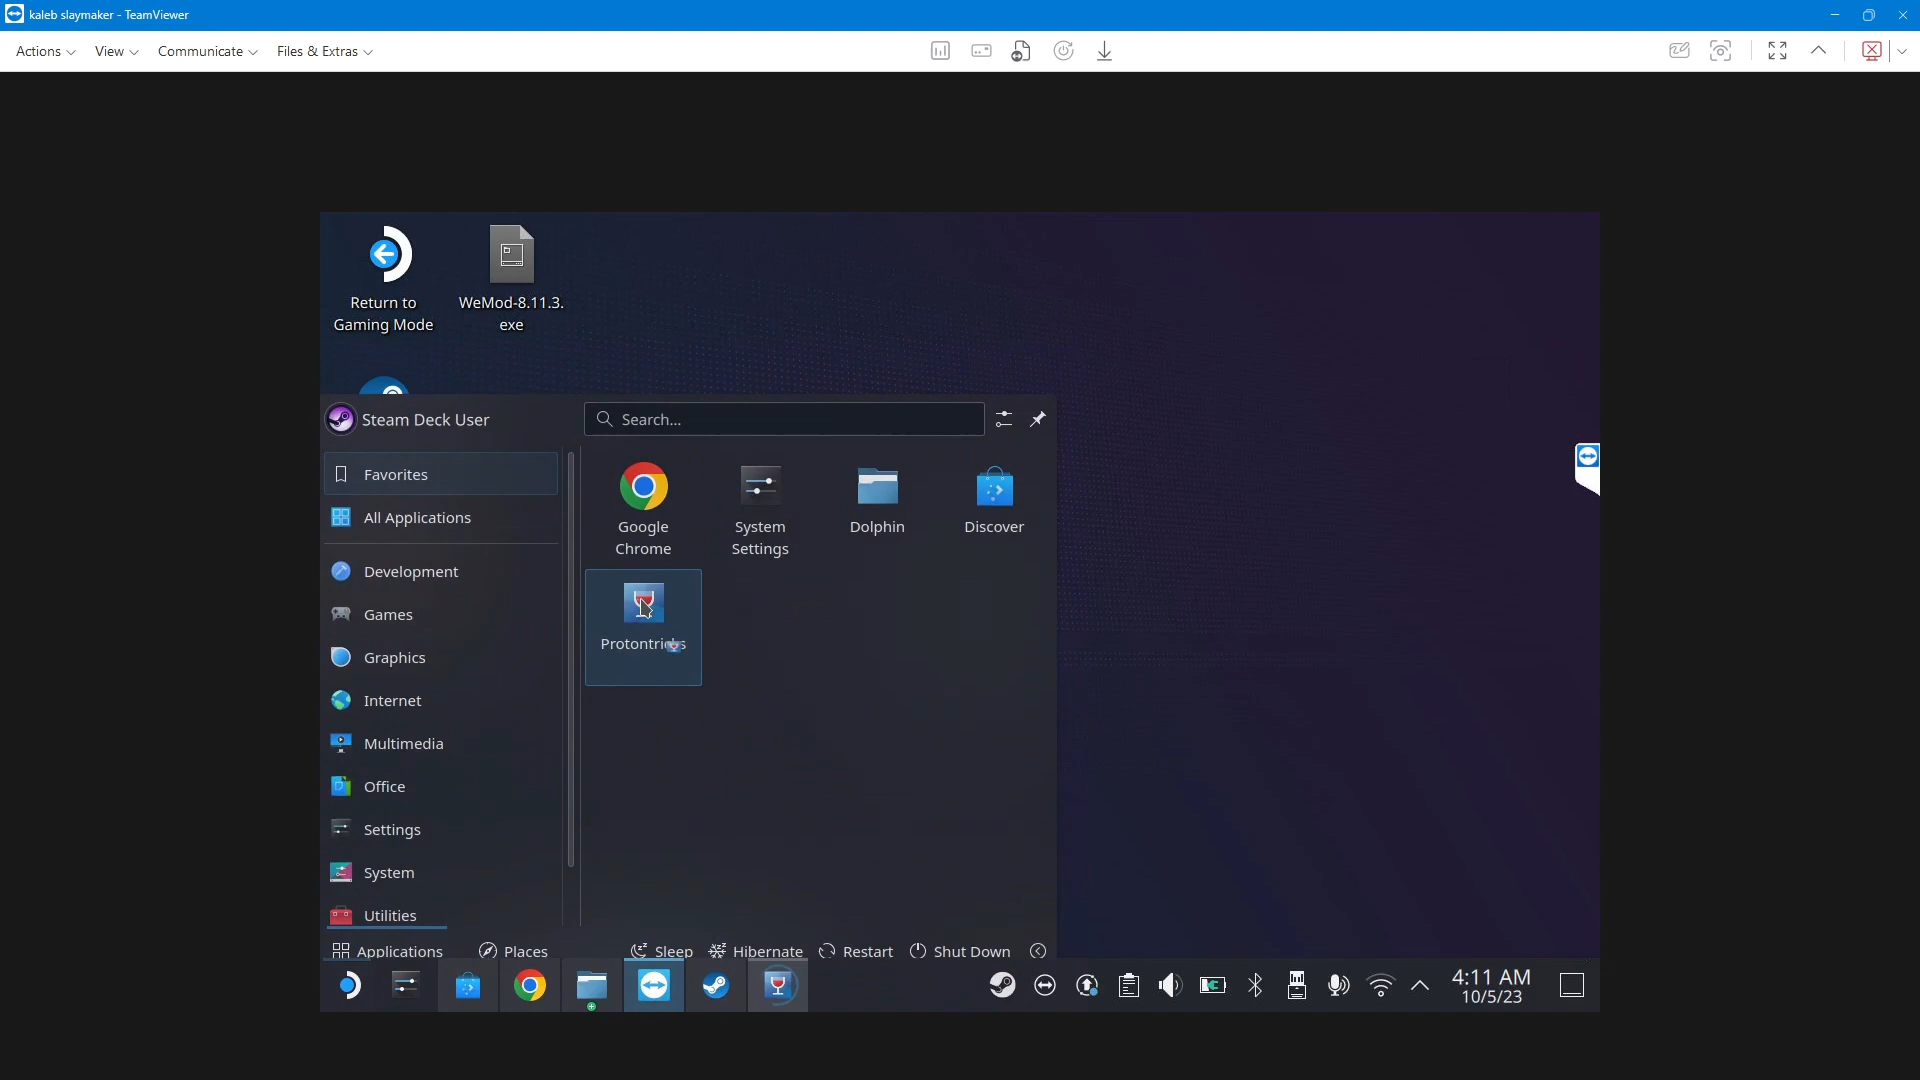 kaleb slaymaker - TeamViewer
Actions View Communicate Files & Extras
Return to
Gaming Mode
WeMod-8.11.3.
exe
Steam Deck User
Search...
Favorites
All Applications
Development
Games
Graphics
Internet
Multimedia
Office
Settings
System
Utilities
Google
Chrome
System
Settings
Dolphin
Discover
Protontricks
Applications Places Sleep Hibernate Restart Shut Down
4:11 AM
10/5/23